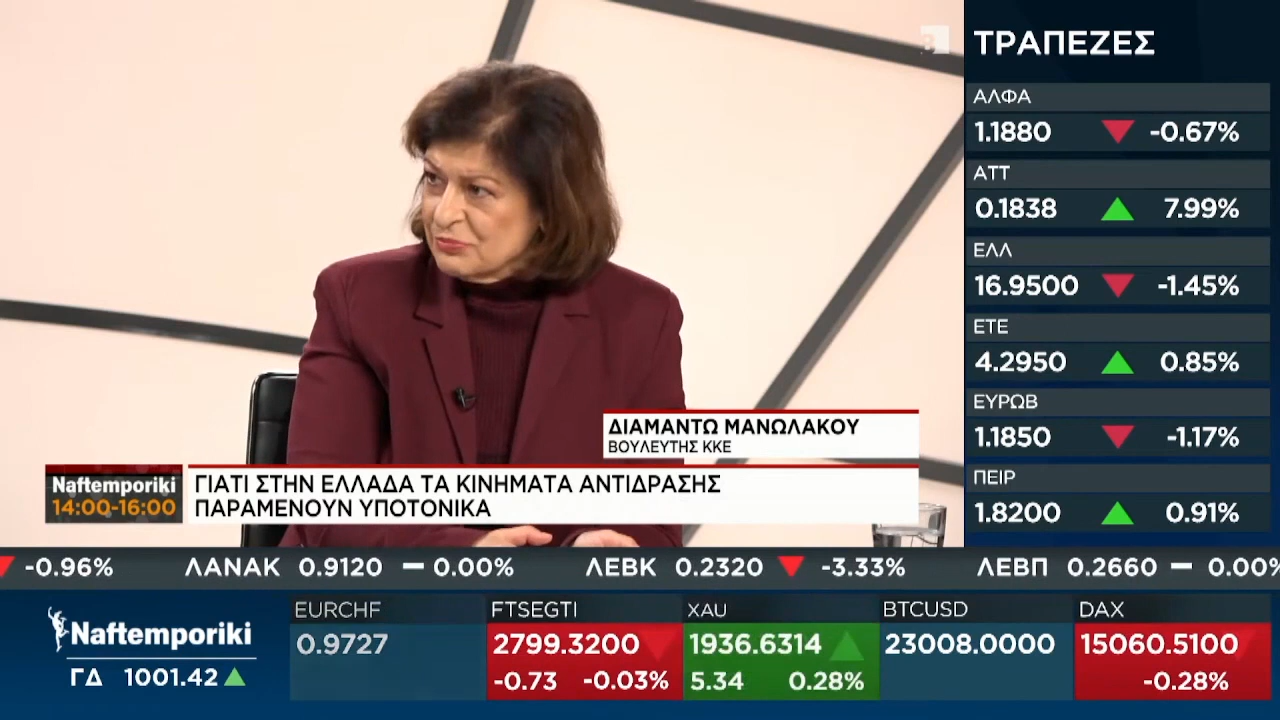 ΤΡΑΠΕΖΕΣ
ΑΛΦΑ
1.1880 -0.67%
ΑΤΤ
0.1838 7.99%
ΕΛΛ
16.9500 -1.45%
ΕΤΕ
4.2950 0.85%
ΕΥΡΩΒ
1.1850 -1.17%
ΠΕΙΡ
1.8200 0.91%
ΔΙΑΜΑΝΤΩ ΜΑΝΩΛΑΚΟΥ
ΒΟΥΛΕΥΤΗΣ ΚΚΕ
Naftemporiki
14:00-16:00
ΓΙΑΤΙ ΣΤΗΝ ΕΛΛΑΔΑ ΤΑ ΚΙΝΗΜΑΤΑ ΑΝΤΙΔΡΑΣΗΣ
ΠΑΡΑΜΕΝΟΥΝ ΥΠΟΤΟΝΙΚΑ
-0.96% ΛΑΝΑΚ 0.9120 0.00% ΛΕΒΚ 0.2320 -3.33% ΛΕΒΠ 0.2660 0.00%
Naftemporiki
ΓΔ 1001.42
EURCHF
0.9727
FTSEGTI
2799.3200
-0.73 -0.03%
XAU
1936.6314
5.34 0.28%
BTCUSD
23008.0000
DAX
15060.5100
-0.28%